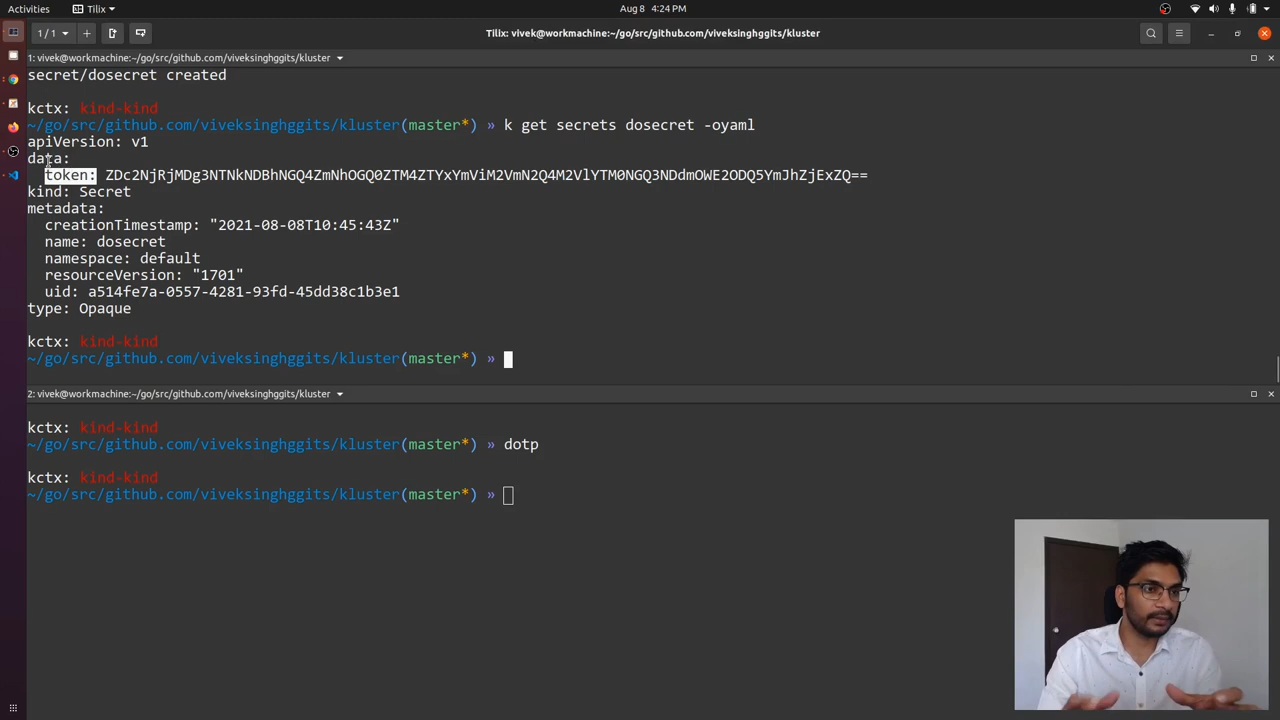 Activities
Tilix
Aug 8 4:24 PM
1 / 1
Tilix: vivek@workmachine:~/go/src/github.com/viveksinghggits/kluster
1: vivek@workmachine:~/go/src/github.com/viveksinghggits/kluster
secret/dosecret created
kctx: kind-kind
~/go/src/github.com/viveksinghggits/kluster(master*) » k get secrets dosecret -oyaml
apiVersion: v1
data:
token: ZDc2NjRjMDg3NTNkNDBhNGQ4ZmNhOGQ0ZTM4ZTYxYmViM2VmN2Q4M2VlYTM0NGQ3NDdmOWE2ODQ5YmJhZjExZQ==
kind: Secret
metadata:
creationTimestamp: "2021-08-08T10:45:43Z"
name: dosecret
namespace: default
resourceVersion: "1701"
uid: a514fe7a-0557-4281-93fd-45dd38c1b3e1
type: Opaque
kctx: kind-kind
~/go/src/github.com/viveksinghggits/kluster(master*) »
2: vivek@workmachine:~/go/src/github.com/viveksinghggits/kluster
kctx: kind-kind
~/go/src/github.com/viveksinghggits/kluster(master*) » dotp
kctx: kind-kind
~/go/src/github.com/viveksinghggits/kluster(master*) »